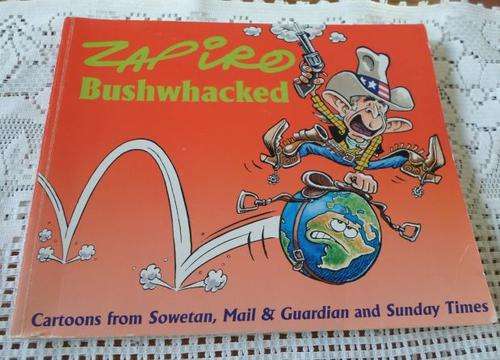 ZAPIRO
Bushwhacked
Cartoons from Sowetan, Mail & Guardian and Sunday Times